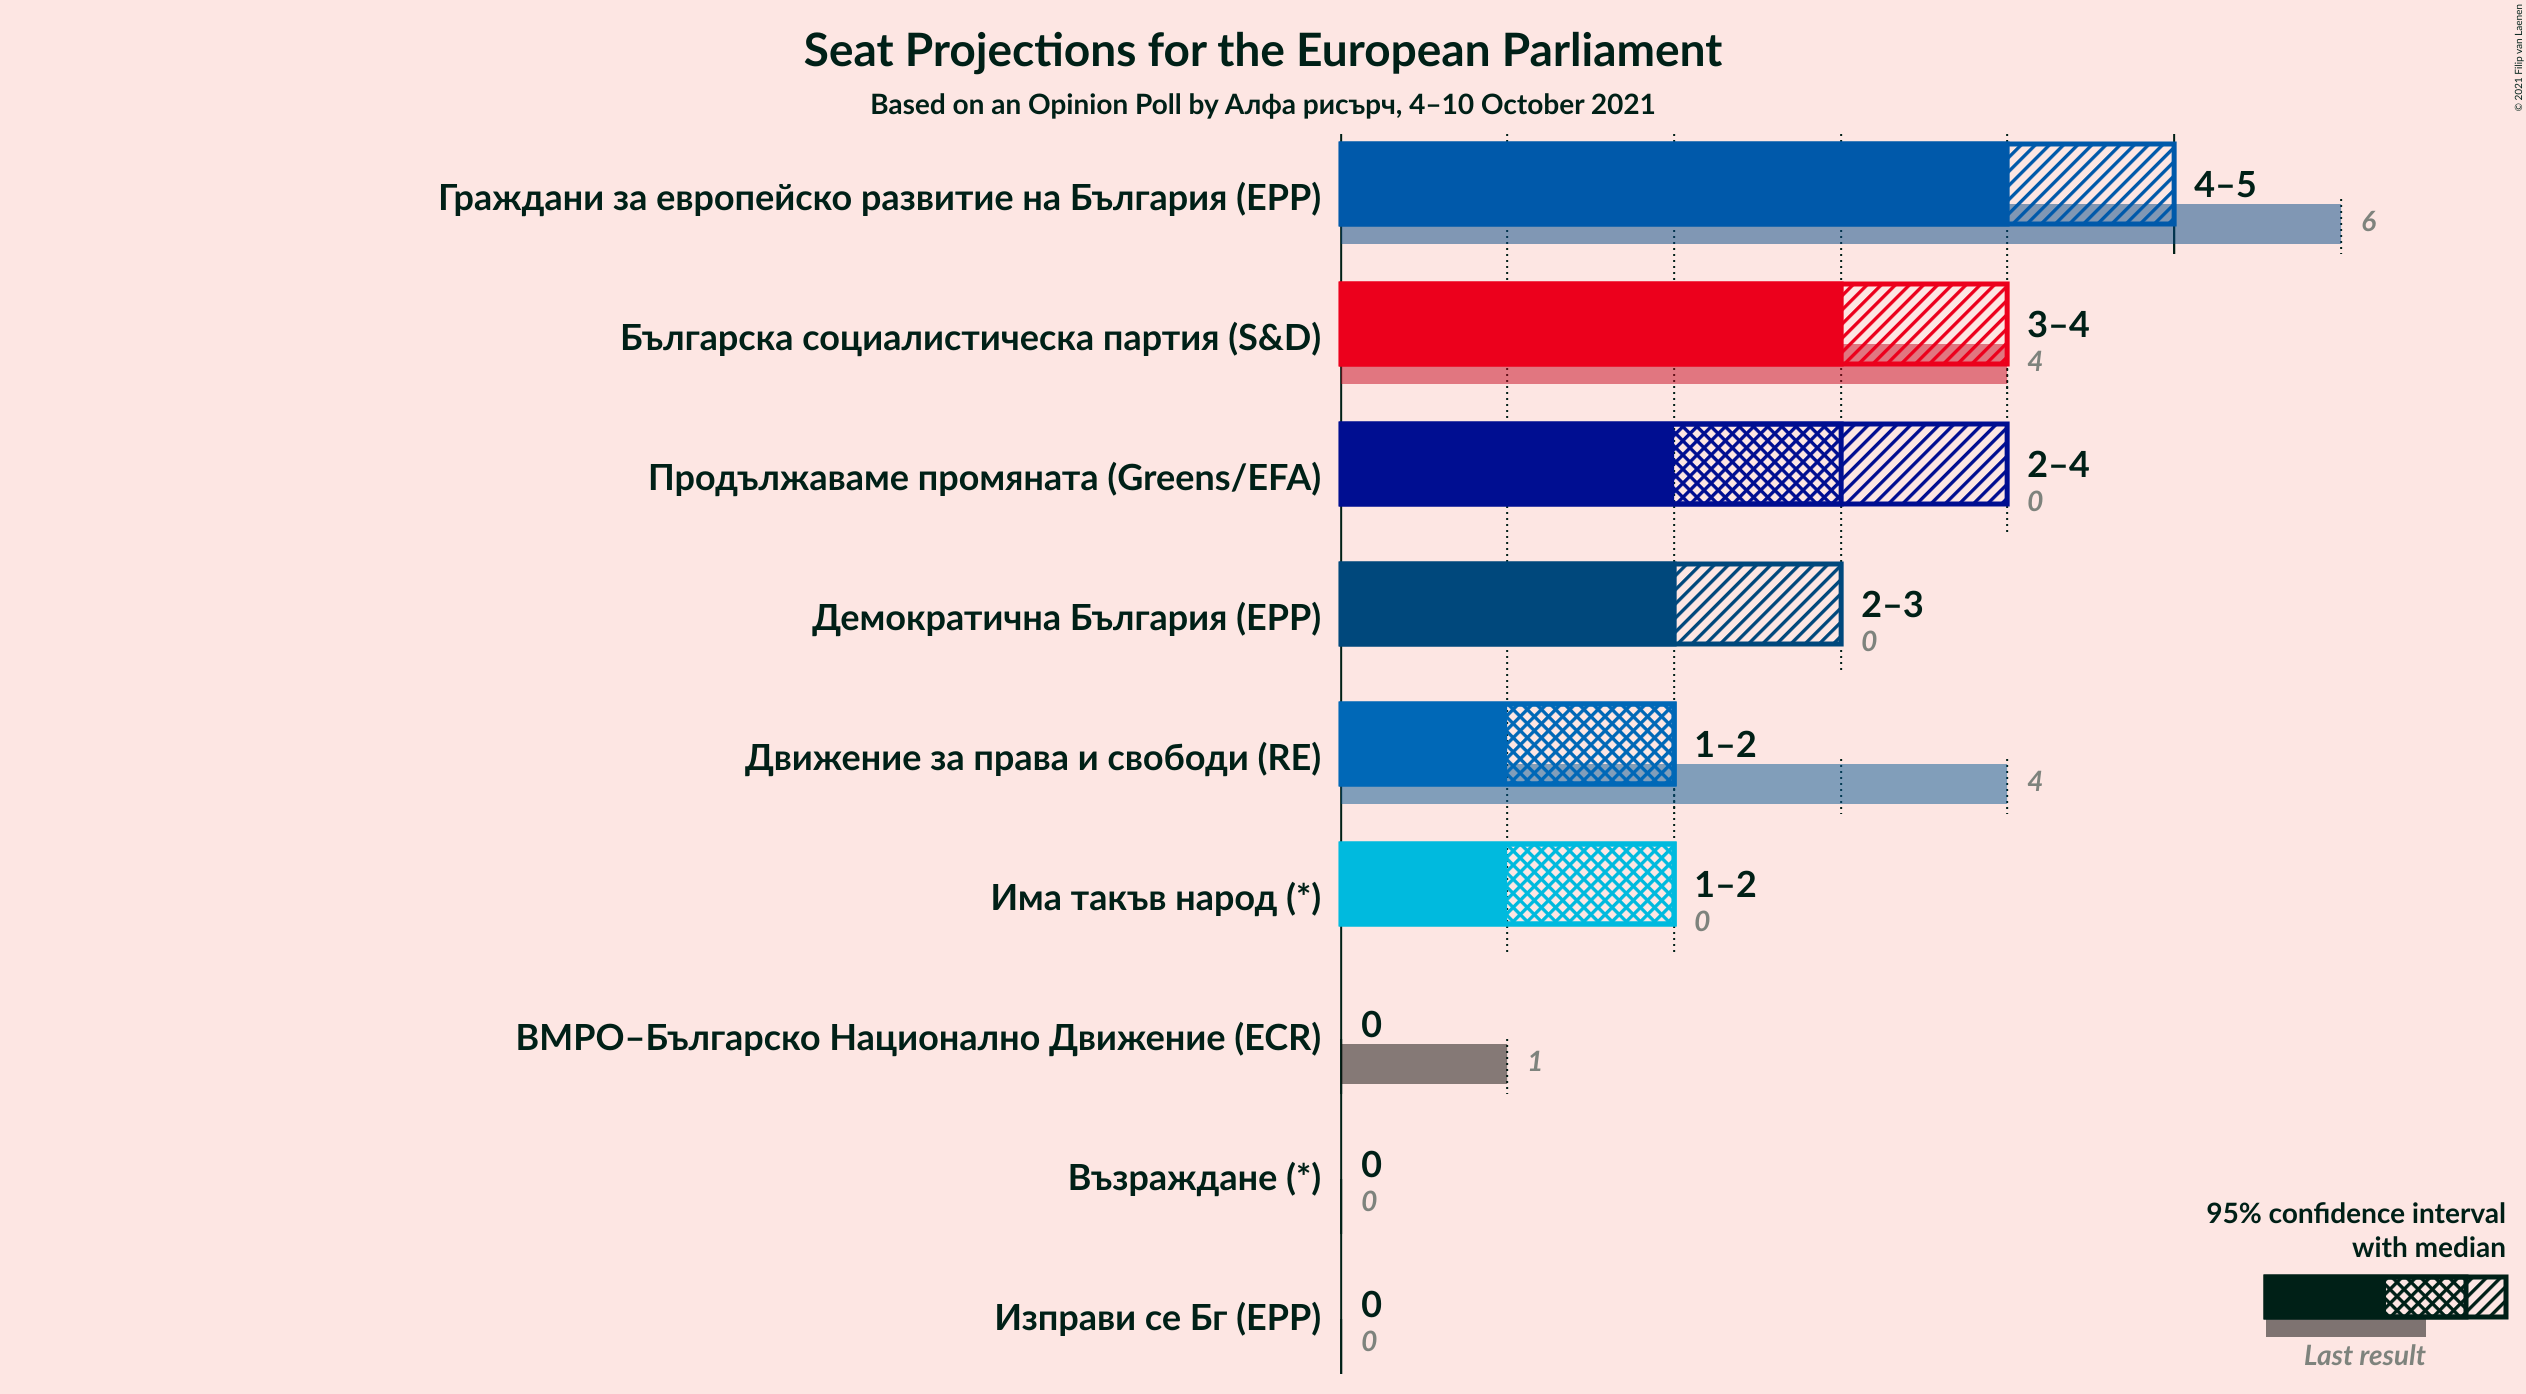 Seat Projections for the European Parliament
Based on an Opinion Poll by Алфа рисърч, 4–10 October 2021
© 2021 Filip van Laenen
Граждани за европейско развитие на България (EPP)
4–5
6
Българска социалистическа партия (S&D)
3–4
4
Продължаваме промяната (Greens/EFA)
2–4
0
Демократична България (EPP)
2–3
0
Движение за права и свободи (RE)
1–2
4
Има такъв народ (*)
1–2
0
ВМРО–Българско Национално Движение (ECR)
0
1
Възраждане (*)
0
0
Изправи се Бг (EPP)
0
0
95% confidence interval
with median
Last result